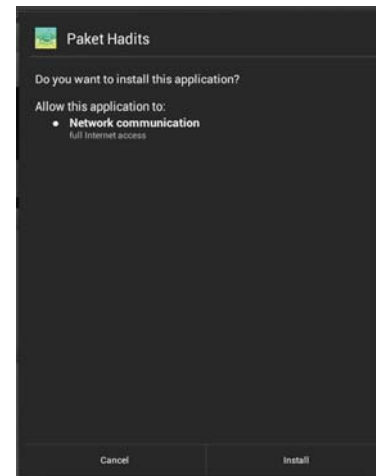 Paket Hadits
Do you want to install this application?
Allow this application to:
• Network communication
full Internet access
Cancel
Install